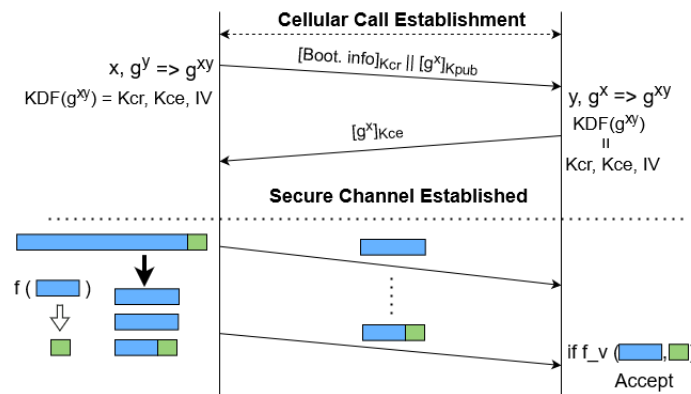 Cellular Call Establishment
[Boot. info]Kcr || [g^x]Kpub
x, g^y => g^xy
KDF(g^xy) = Kcr, Kce, IV
y, g^x => g^xy
[g^x]Kce
KDF(g^xy)
=
Kcr, Kce, IV
Secure Channel Established
f ( )
if f_v ( , )
Accept